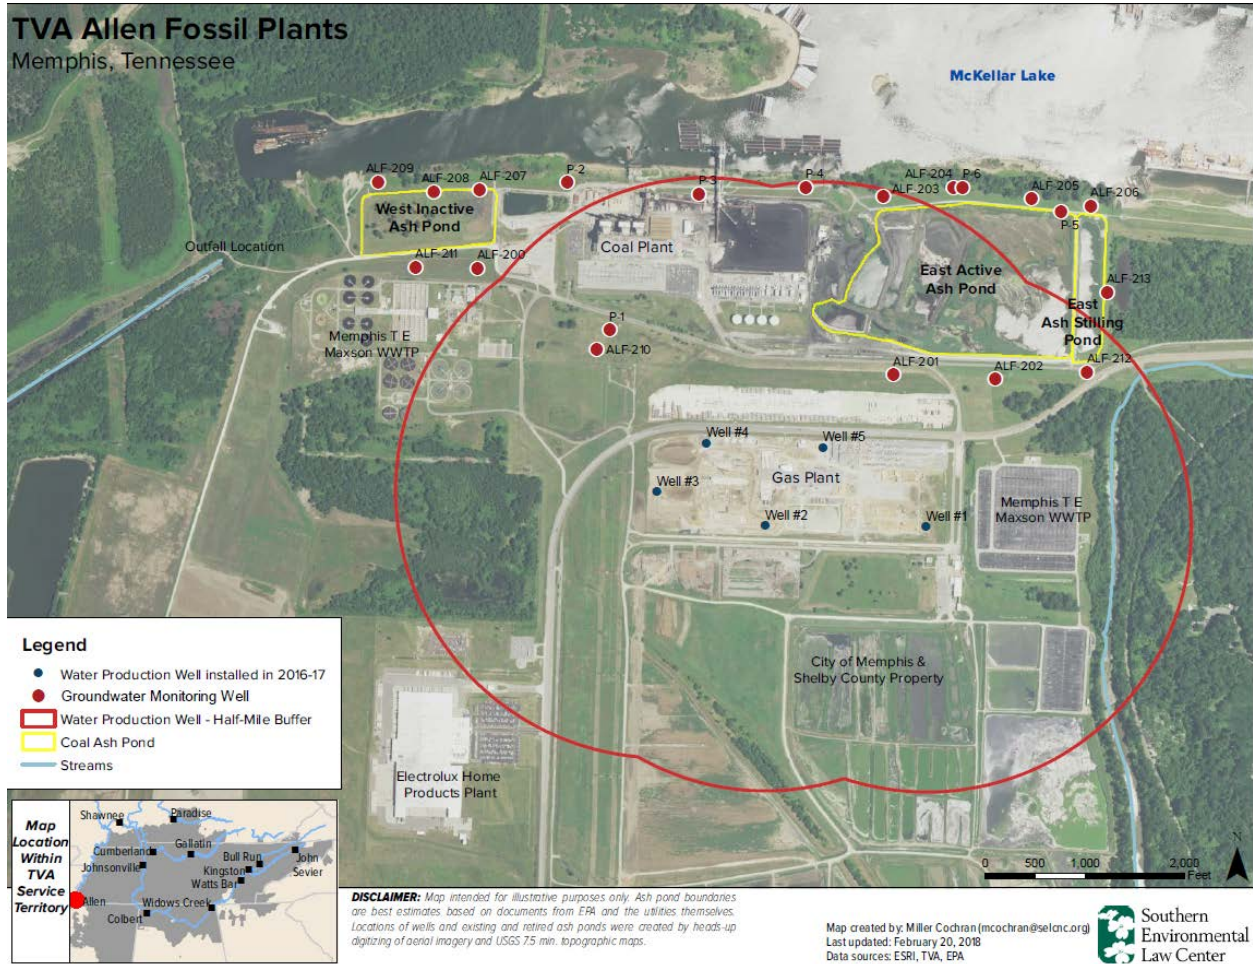 TVA Allen Fossil Plants
Memphis, Tennessee
McKellar Lake
ALF-209
ALF-208
ALF-207
P-2
P-3
P-4
ALF-204
P-6
ALF-203
ALF-205
ALF-206
P-5
West Inactive
Ash Pond
Outfall Location
ALF-211
ALF-200
Coal Plant
East Active
Ash Pond
ALF-213
East
Ash Stilling
Pond
P-1
ALF-210
Memphis T E
Maxson WWTP
ALF-201
ALF-202
ALF-212
Well #4
Well #5
Gas Plant
Well #3
Well #2
Well #1
Memphis T E
Maxson WWTP
City of Memphis &
Shelby County Property
Electrolux Home
Products Plant
Legend
Water Production Well installed in 2016-17
Groundwater Monitoring Well
Water Production Well - Half-Mile Buffer
Coal Ash Pond
Streams
Map
Location
Within
TVA
Service
Territory
Shawnee
Paradise
Cumberland
Gallatin
Johnsonville
Bull Run
Kingston
Watts Bar
John
Sevier
Allen
Colbert
Widows Creek
N
0 500 1,000 2,000
Feet
DISCLAIMER: Map intended for illustrative purposes only. Ash pond boundaries
are best estimates based on documents from EPA and the utilities themselves.
Locations of wells and existing and retired ash ponds were created by heads-up
digitizing of aerial imagery and USGS 7.5 min. topographic maps.
Map created by: Miller Cochran (mcochran@selcnc.org)
Last updated: February 20, 2018
Data sources: ESRI, TVA, EPA
Southern
Environmental
Law Center